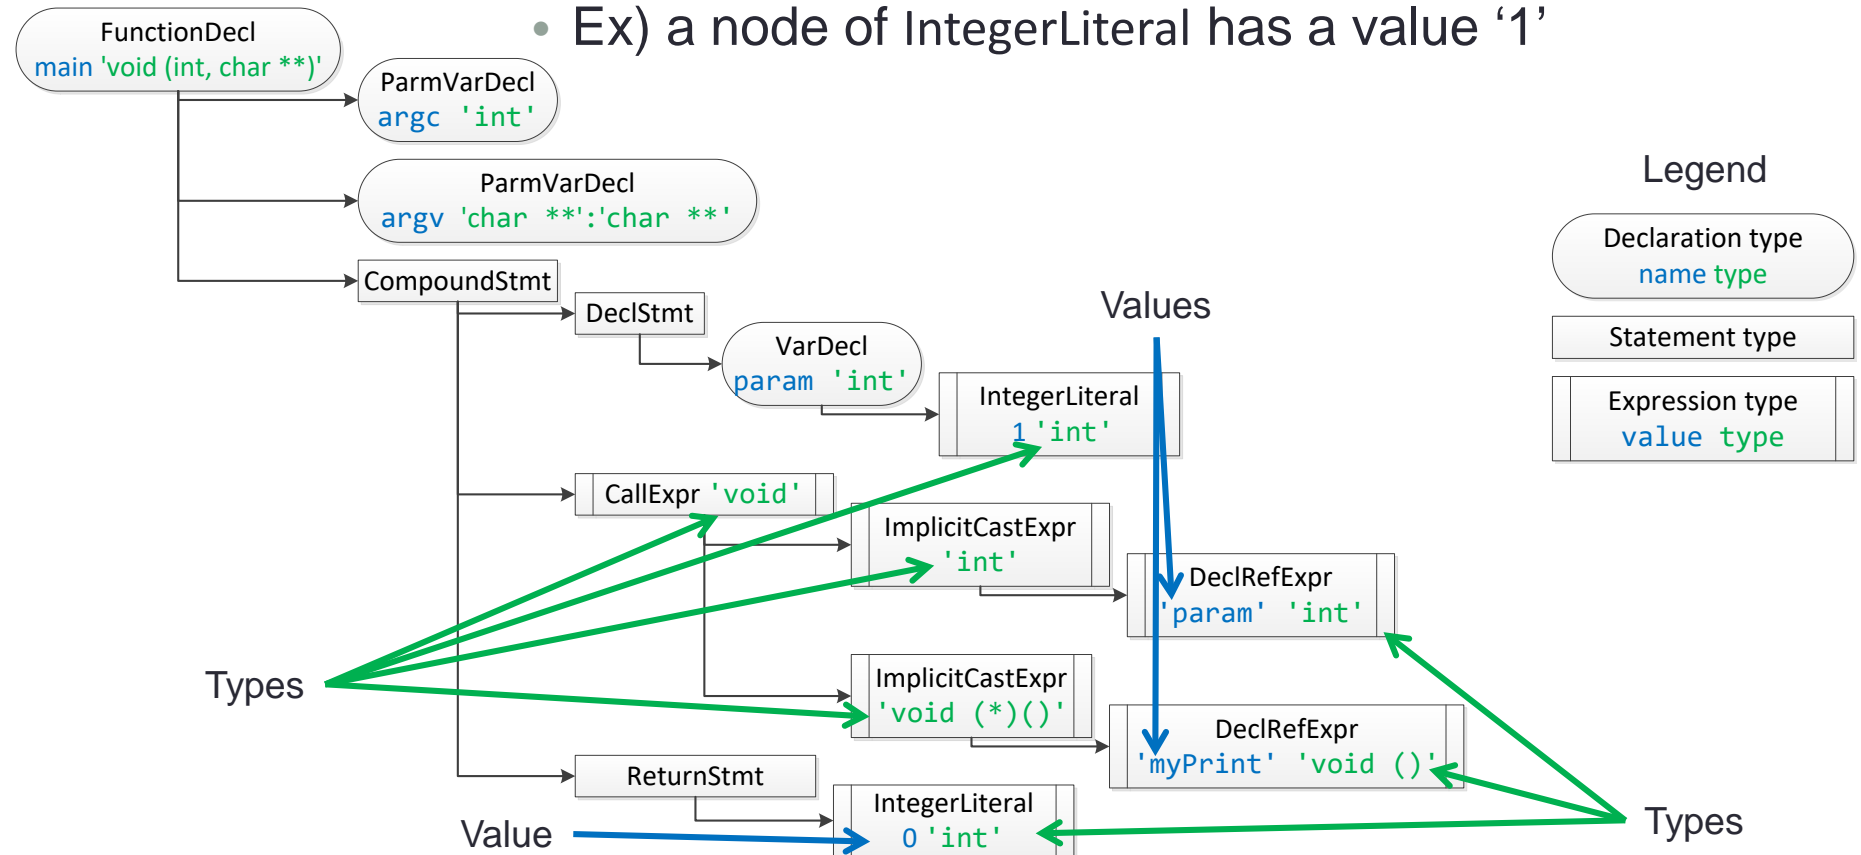 • Ex) a node of IntegerLiteral has a value ‘1’
FunctionDecl
main 'void (int, char **)'
ParmVarDecl
argc 'int'
ParmVarDecl
argv 'char **':'char **'
CompoundStmt
DeclStmt
VarDecl
param 'int'
Values
IntegerLiteral
1 'int'
CallExpr 'void'
ImplicitCastExpr
'int'
DeclRefExpr
'param' 'int'
Types
ImplicitCastExpr
'void (*)()'
DeclRefExpr
'myPrint' 'void ()'
ReturnStmt
IntegerLiteral
0 'int'
Value
Types
Legend
Declaration type
name type
Statement type
Expression type
value type